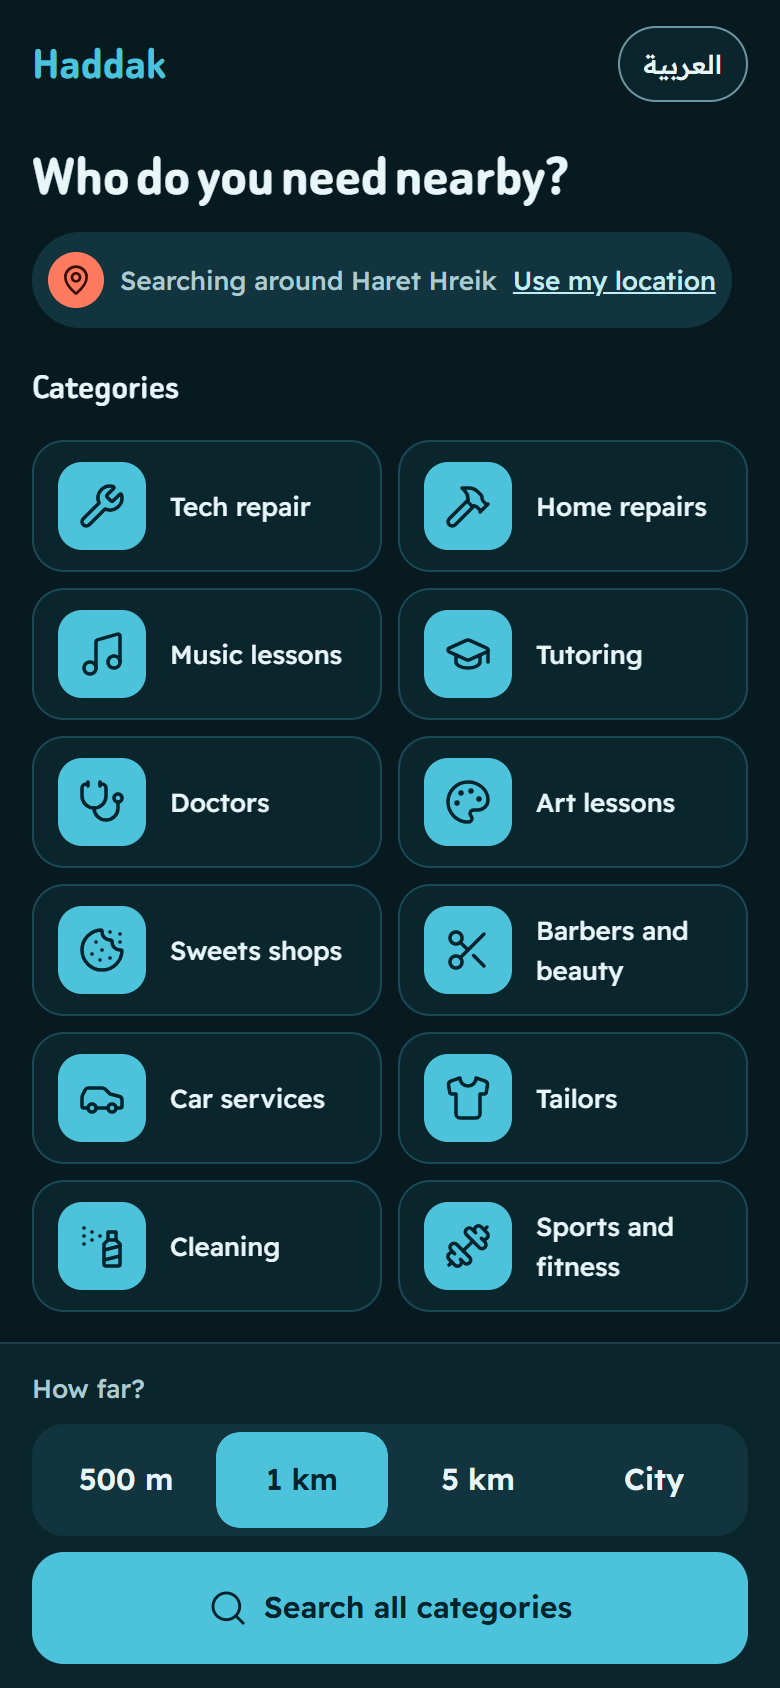 Haddak
العربية
Who do you need nearby?
Searching around Haret Hreik Use my location
Categories
Tech repair
Home repairs
Music lessons
Tutoring
Doctors
Art lessons
Sweets shops
Barbers and
beauty
Car services
Tailors
Cleaning
Sports and
fitness
How far?
500 m
1 km
5 km
City
Search all categories